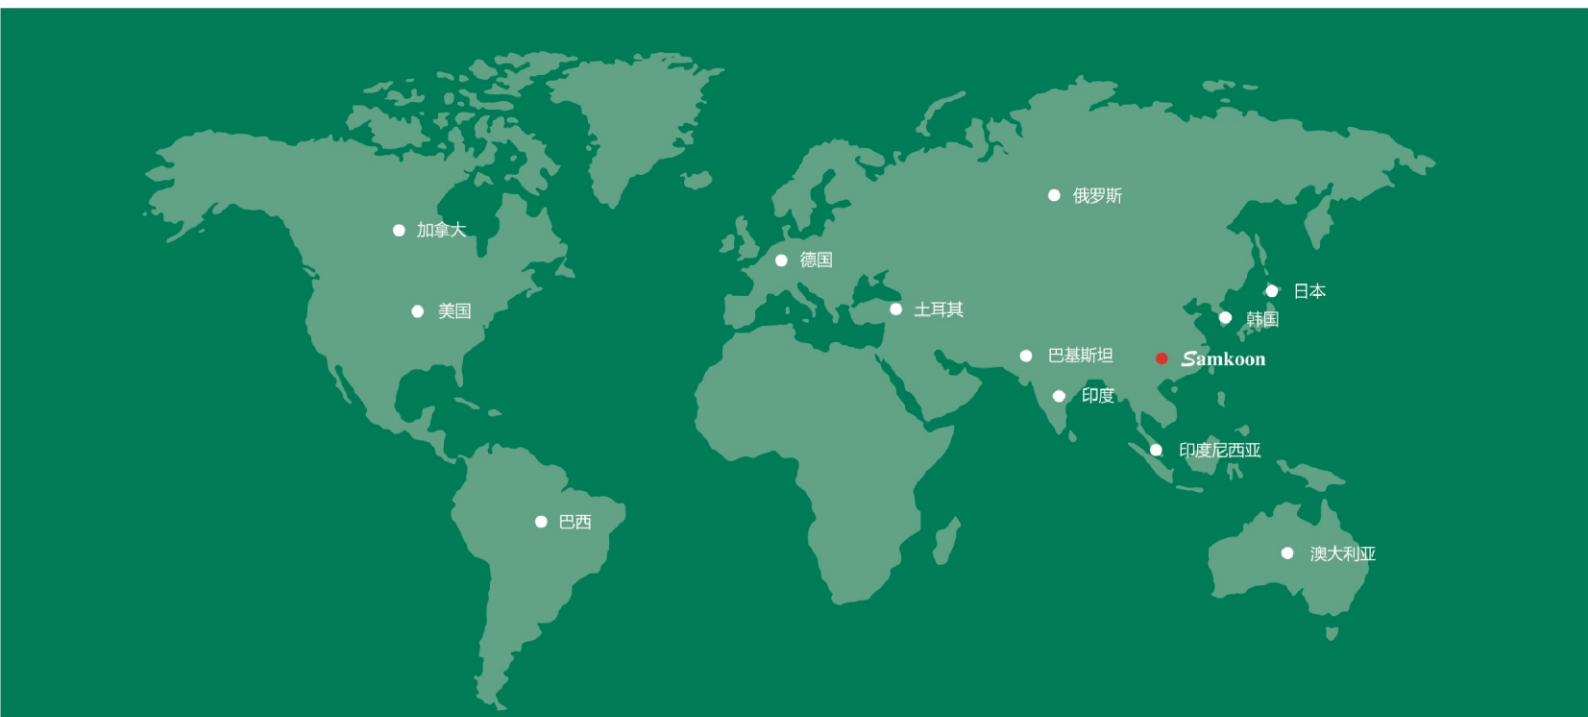 俄罗斯
加拿大
德国
日本
土耳其
美国
韩国
巴基斯坦
Samkoon
印度
印度尼西亚
巴西
澳大利亚